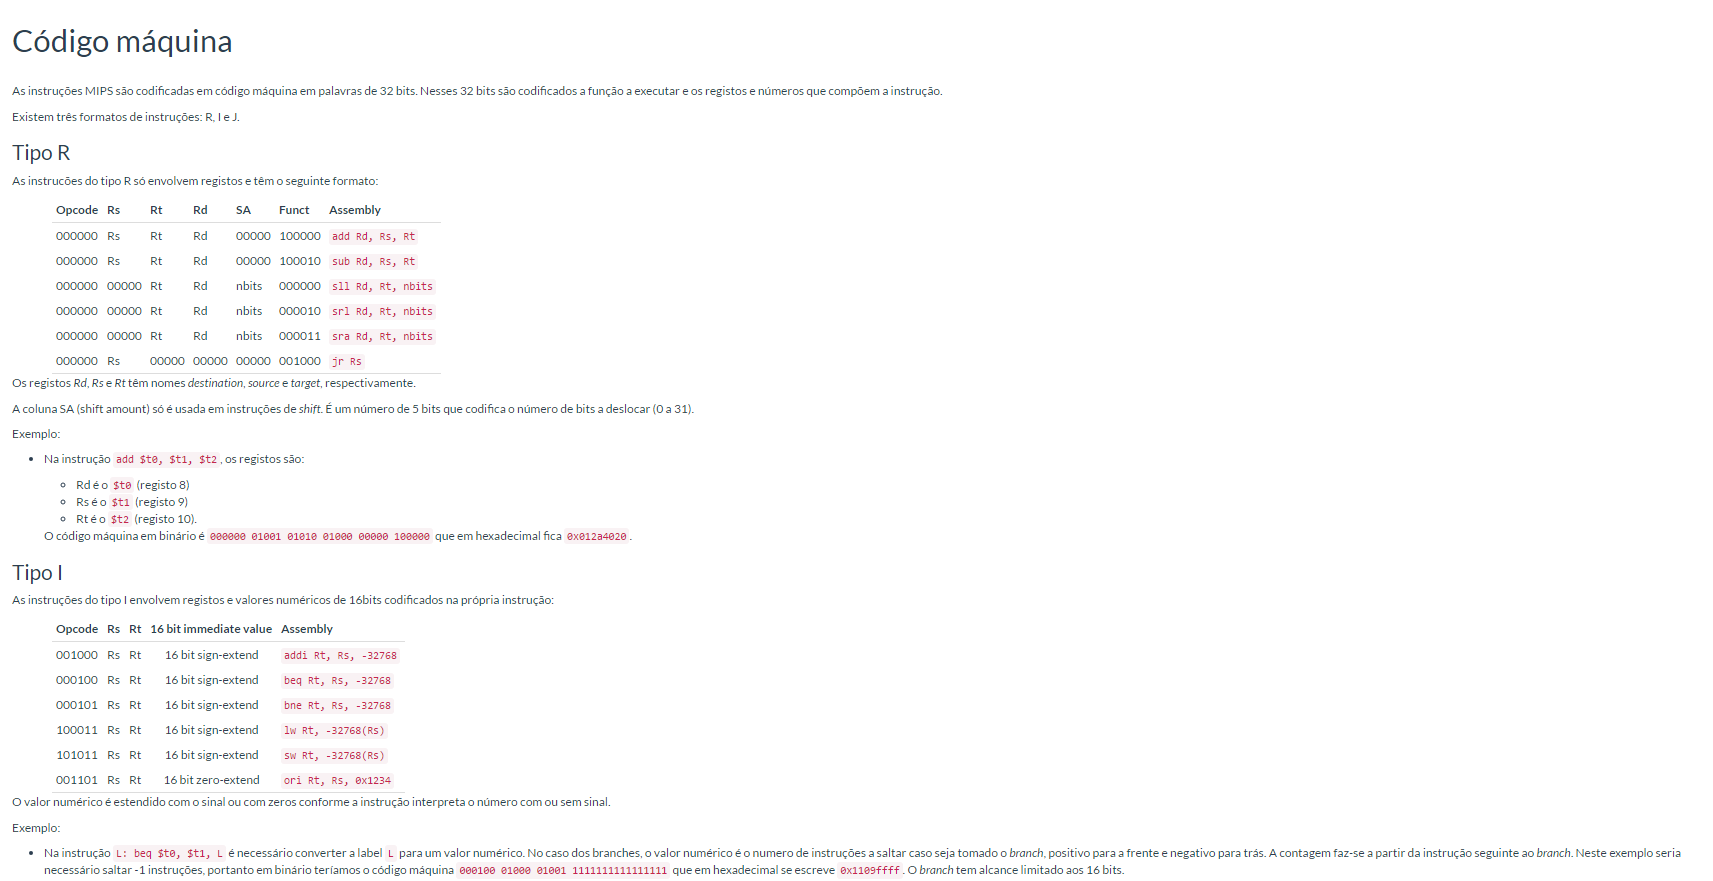 Código máquina
As instruções MIPS são codificadas em código máquina em palavras de 32 bits. Nesses 32 bits são codificados a função a executar e os registos e números que compõem a instrução.
Existem três formatos de instruções: R, I e J.
Tipo R
As instrucões do tipo R só envolvem registos e têm o seguinte formato:
Opcode Rs Rt Rd SA Funct Assembly
000000 Rs Rt Rd 00000 100000 add Rd, Rs, Rt
000000 Rs Rt Rd 00000 100010 sub Rd, Rs, Rt
000000 00000 Rt Rd nbits 000000 sll Rd, Rt, nbits
000000 00000 Rt Rd nbits 000010 srl Rd, Rt, nbits
000000 00000 Rt Rd nbits 000011 sra Rd, Rt, nbits
000000 Rs 00000 00000 00000 001000 jr Rs
Os registos Rd, Rs e Rt têm nomes destination, source e target, respectivamente.
A coluna SA (shift amount) só é usada em instruções de shift. É um número de 5 bits que codifica o número de bits a deslocar (0 a 31).
Exemplo:
• Na instrução add $t0, $t1, $t2, os registos são:
◦ Rd é o $t0 (registo 8)
◦ Rs é o $t1 (registo 9)
◦ Rt é o $t2 (registo 10).
O código máquina em binário é 000000 01001 01010 01000 00000 100000 que em hexadecimal fica 0x012a4020.
Tipo I
As instruções do tipo I envolvem registos e valores numéricos de 16bits codificados na própria instrução:
Opcode Rs Rt 16 bit immediate value Assembly
001000 Rs Rt 16 bit sign-extend addi Rt, Rs, -32768
000100 Rs Rt 16 bit sign-extend beq Rt, Rs, -32768
000101 Rs Rt 16 bit sign-extend bne Rt, Rs, -32768
100011 Rs Rt 16 bit sign-extend lw Rt, -32768(Rs)
101011 Rs Rt 16 bit sign-extend sw Rt, -32768(Rs)
001101 Rs Rt 16 bit zero-extend ori Rt, Rs, 0x1234
O valor numérico é estendido com o sinal ou com zeros conforme a instrução interpreta o número com ou sem sinal.
Exemplo:
• Na instrução L: beq $t0, $t1, L é necessário converter a label L para um valor numérico. No caso dos branches, o valor numérico é o numero de instruções a saltar caso seja tomado o branch, positivo para a frente e negativo para trás. A contagem faz-se a partir da instrução seguinte ao branch. Neste exemplo seria
necessário saltar -1 instruções, portanto em binário teríamos o código máquina 000100 01000 01001 1111111111111111 que em hexadecimal se escreve 0x1109ffff. O branch tem alcance limitado aos 16 bits.